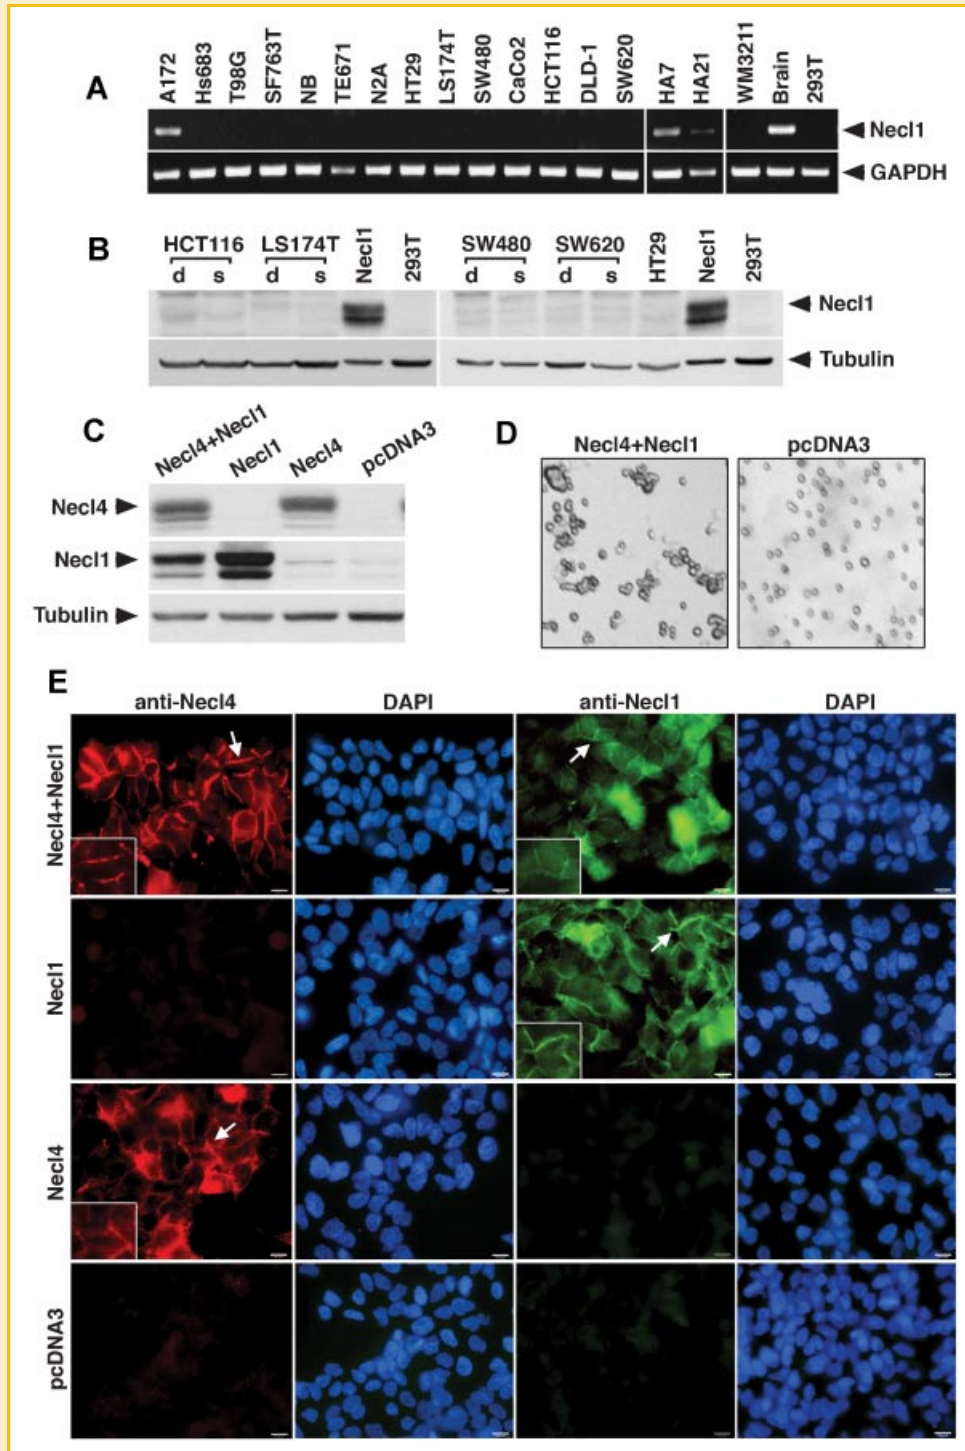 A
A172 Hs683 T98G SF763T NB TE671 N2A HT29 LS174T SW480 CaCo2 HCT116 DLD-1 SW620 HA7 HA21 WM3211 Brain 293T
Necl1
GAPDH
B
HCT116 LS174T Necl1 293T SW480 SW620 HT29 Necl1 293T
d s d s d s d s
Necl1
Tubulin
C
Necl4+Necl1 Necl1 Necl4 pcDNA3
Necl4
Necl1
Tubulin
D
Necl4+Necl1 pcDNA3
E
anti-Necl4 DAPI anti-Necl1 DAPI
Necl4+Necl1
Necl1
Necl4
pcDNA3